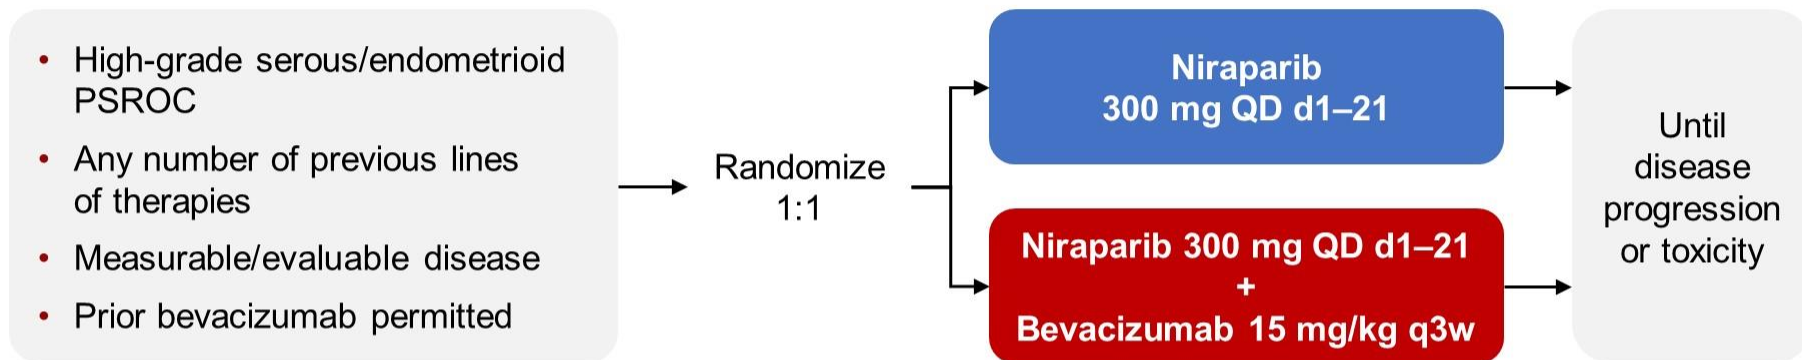 • High-grade serous/endometrioid
PSROC
• Any number of previous lines
of therapies
• Measurable/evaluable disease
• Prior bevacizumab permitted
Randomize
1:1
Niraparib
300 mg QD d1–21
Niraparib 300 mg QD d1–21
+
Bevacizumab 15 mg/kg q3w
Until
disease
progression
or toxicity